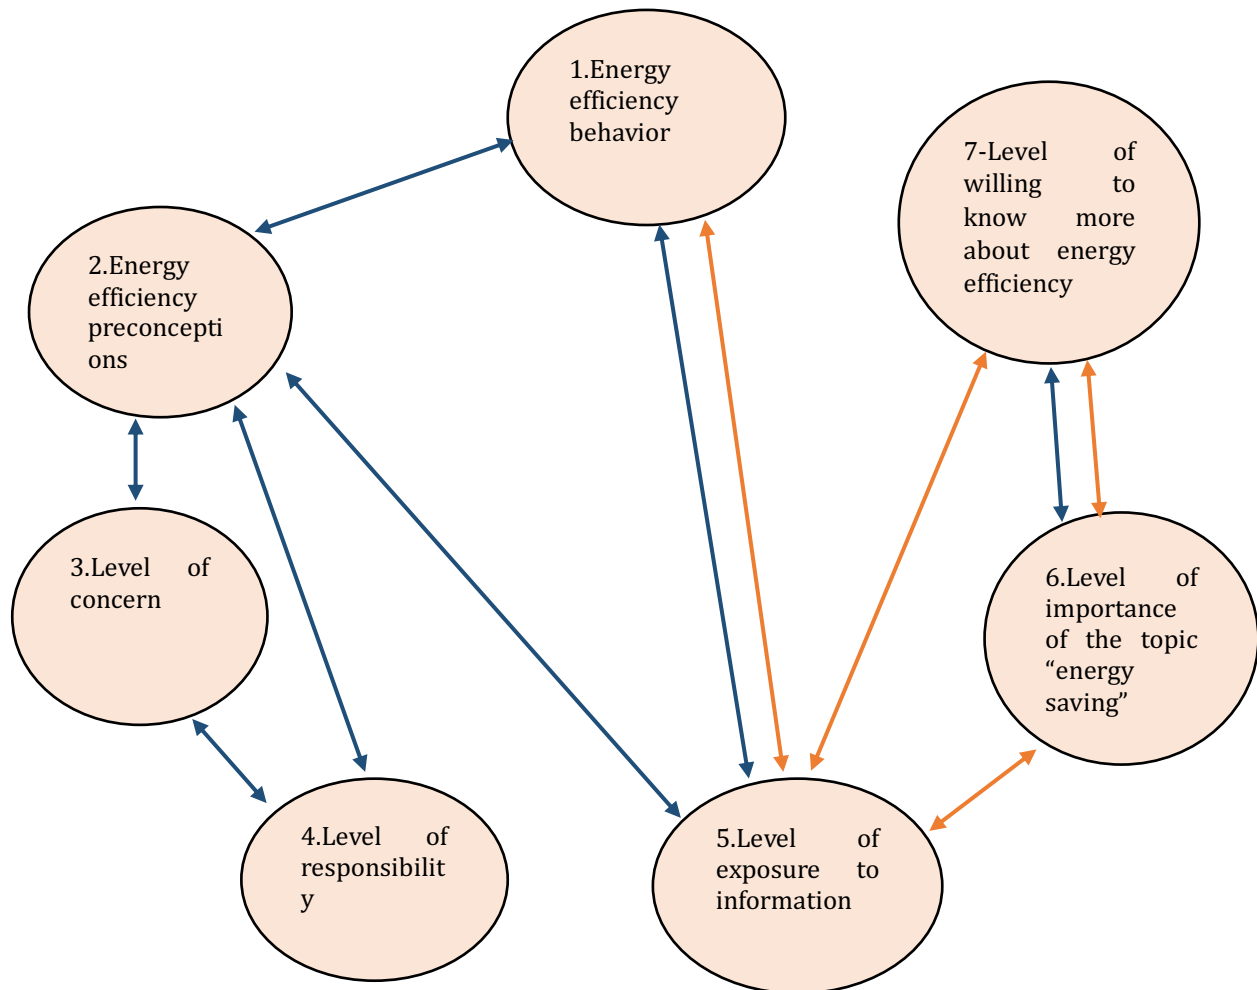 1.Energy
efficiency
behavior
7-Level of
willing to
know more
about energy
efficiency
2.Energy
efficiency
preconcepti
ons
3.Level of
concern
6.Level of
importance
of the topic
“energy
saving”
4.Level of
responsibilit
y
5.Level of
exposure to
information